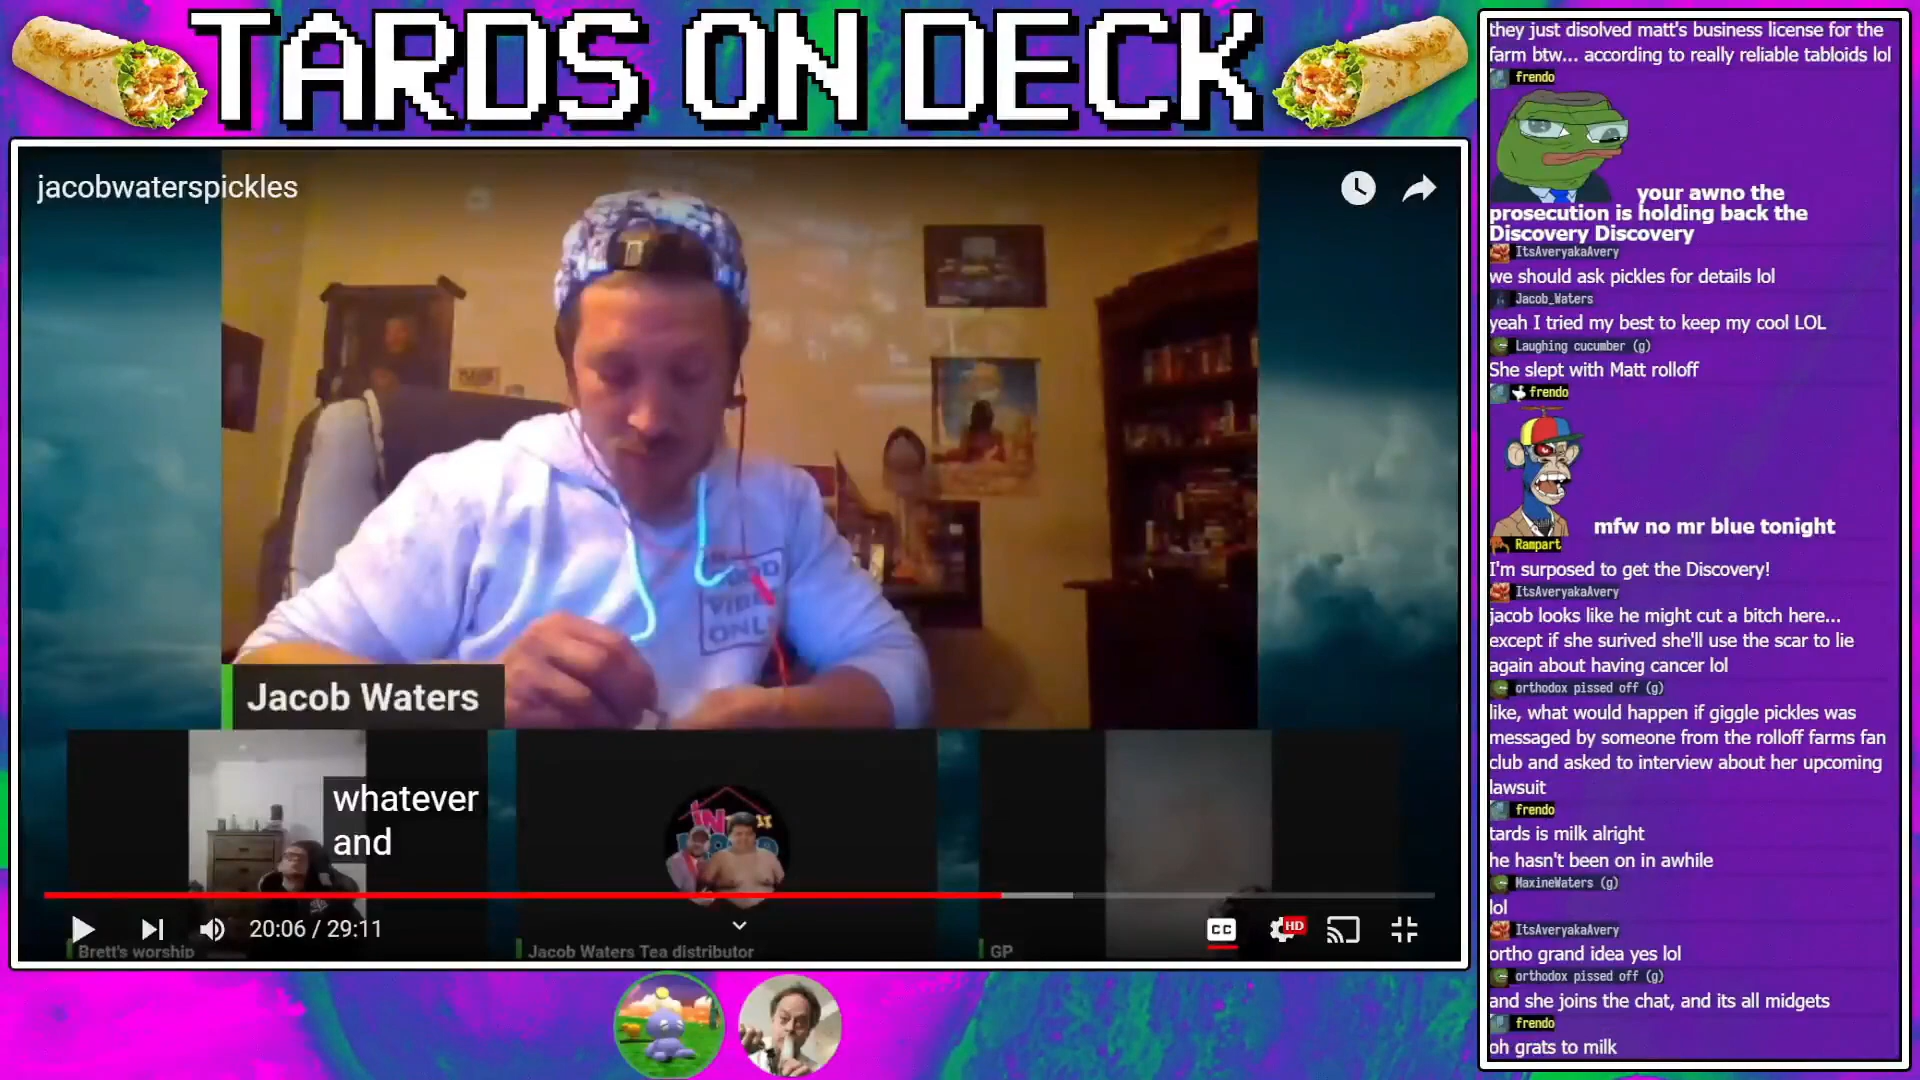 TARDS ON DECK
jacobwaterspickles
GOOD
VIBE
ONLY
Jacob Waters
whatever
and
20:06 / 29:11
CC
HD
Brett's worship
Jacob Waters Tea distributor
GP
they just disolved matt's business license for the
farm btw... according to really reliable tabloids lol
frendo
your awno the
prosecution is holding back the
Discovery Discovery
ItsAveryakaAvery
we should ask pickles for details lol
Jacob_Waters
yeah I tried my best to keep my cool LOL
Laughing cucumber (g)
She slept with Matt rolloff
frendo
mfw no mr blue tonight
Rampart
I'm surposed to get the Discovery!
ItsAveryakaAvery
jacob looks like he might cut a bitch here...
except if she surived she'll use the scar to lie
again about having cancer lol
orthodox pissed off (g)
like, what would happen if giggle pickles was
messaged by someone from the rolloff farms fan
club and asked to interview about her upcoming
lawsuit
frendo
tards is milk alright
he hasn't been on in awhile
MaxineWaters (g)
lol
ItsAveryakaAvery
ortho grand idea yes lol
orthodox pissed off (g)
and she joins the chat, and its all midgets
frendo
oh grats to milk